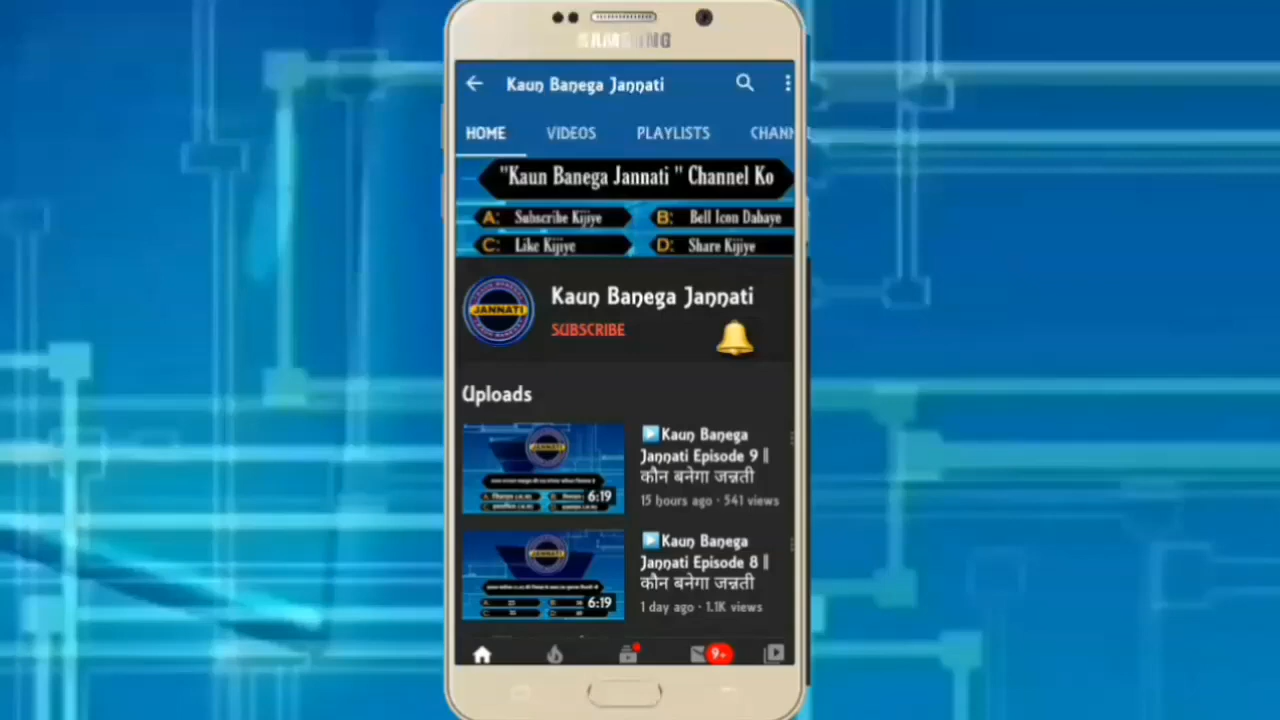 SAMSUNG
Kaun Banega Jannati
HOME VIDEOS PLAYLISTS CHANN L
"Kaun Banega Jannati " Channel Ko
A: Subscribe Kijiye B: Bell Icon Dabaye
C: Like Kijiye D: Share Kijiye
JANNATI
Kaun Banega Jannati
SUBSCRIBE
Uploads
JANNATI
6:19
▶️Kaun Banega
Jannati Episode 9 ||
कौन बनेगा जन्नती
15 hours ago · 541 views
JANNATI
6:19
▶️Kaun Banega
Jannati Episode 8 ||
कौन बनेगा जन्नती
1 day ago · 1.1K views
9+